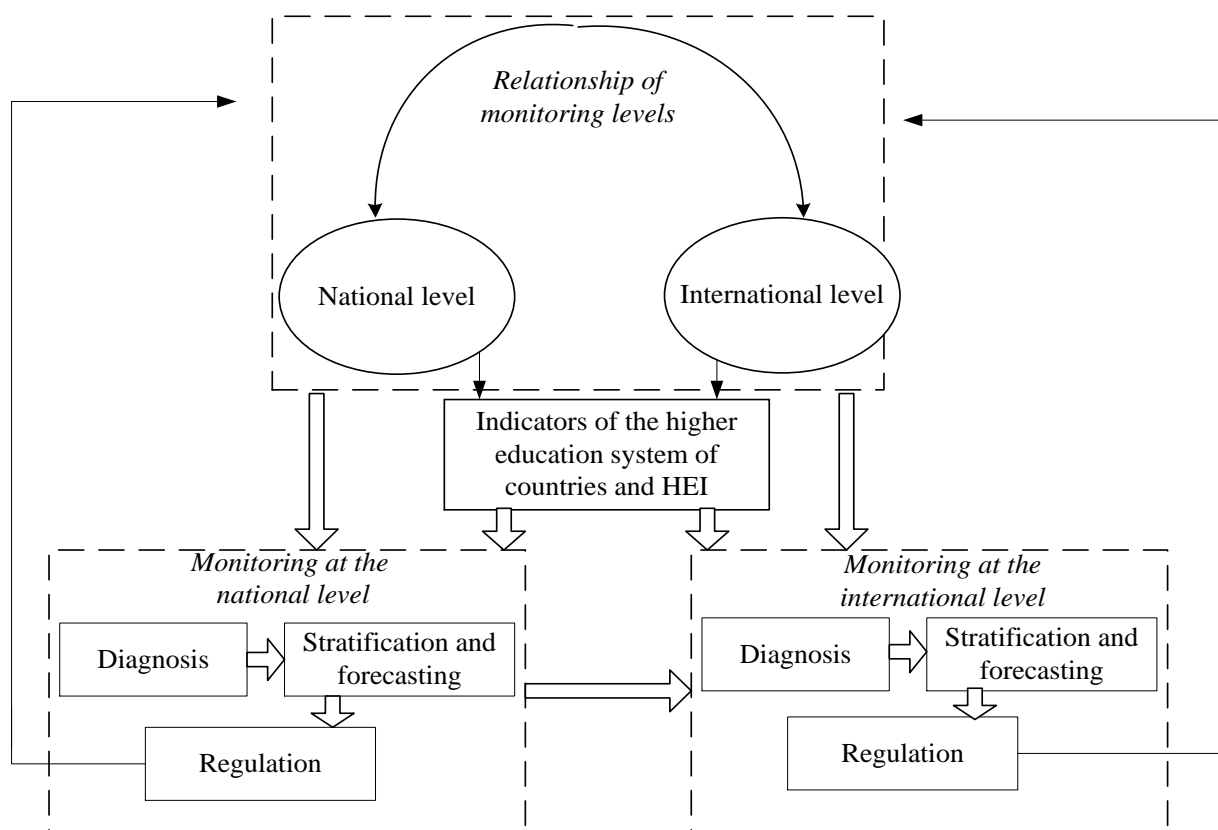 Relationship of
monitoring levels
National level
International level
Indicators of the higher
education system of
countries and HEI
Monitoring at the
national level
Diagnosis
Stratification and
forecasting
Regulation
Monitoring at the
international level
Diagnosis
Stratification and
forecasting
Regulation